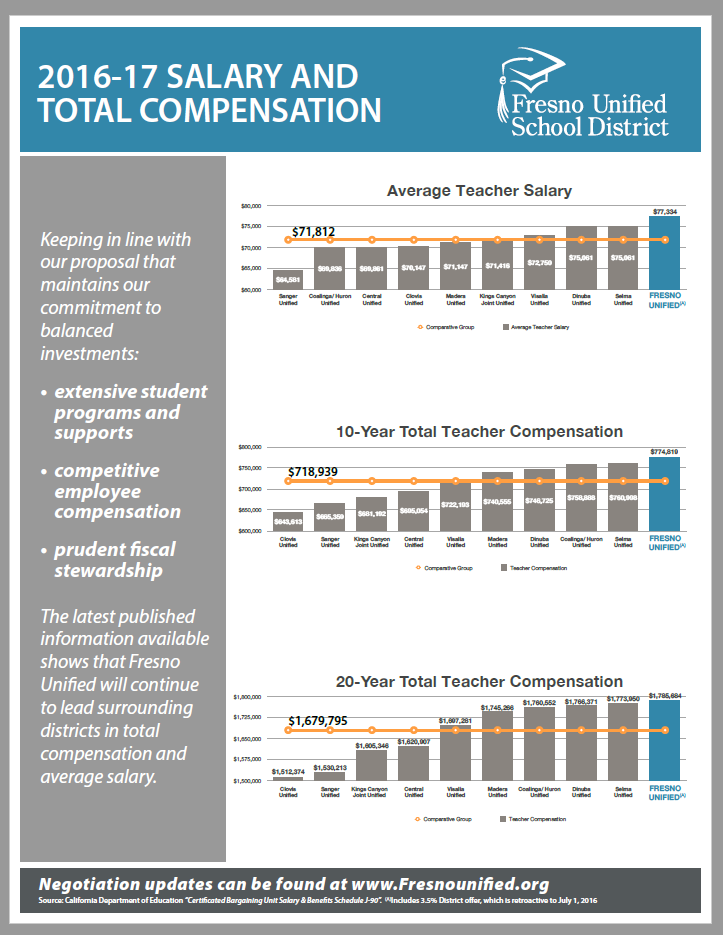 2016-17 SALARY AND
TOTAL COMPENSATION
Fresno Unified
School District
Keeping in line with
our proposal that
maintains our
commitment to
balanced
investments:
• extensive student
programs and
supports
• competitive
employee
compensation
• prudent fiscal
stewardship
The latest published
information available
shows that Fresno
Unified will continue
to lead surrounding
districts in total
compensation and
average salary.
Average Teacher Salary
$80,000
$75,000
$70,000
$65,000
$60,000
$71,812
$64,581
$70,147
$71,147
$71,416
$72,759
$77,334
Sanger Unified
Coalinga/ Huron Unified
Central Unified
Clovis Unified
Madera Unified
Kings Canyon Joint Unified
Visalia Unified
Dinuba Unified
Selma Unified
FRESNO UNIFIED(A)
Comparative Group
Average Teacher Salary
10-Year Total Teacher Compensation
$800,000
$750,000
$700,000
$650,000
$600,000
$718,939
$643,613
$665,359
$681,192
$695,054
$722,193
$740,555
$746,725
$774,619
Clovis Unified
Sanger Unified
Kings Canyon Joint Unified
Central Unified
Visalia Unified
Madera Unified
Dinuba Unified
Coalinga/ Huron Unified
Selma Unified
FRESNO UNIFIED(A)
Comparative Group
Teacher Compensation
20-Year Total Teacher Compensation
$1,800,000
$1,725,000
$1,650,000
$1,575,000
$1,500,000
$1,679,795
$1,512,374
$1,530,213
$1,605,346
$1,620,907
$1,697,281
$1,745,266
$1,760,552
$1,766,371
$1,773,950
$1,785,684
Clovis Unified
Sanger Unified
Kings Canyon Joint Unified
Central Unified
Visalia Unified
Madera Unified
Coalinga/ Huron Unified
Dinuba Unified
Selma Unified
FRESNO UNIFIED(A)
Comparative Group
Teacher Compensation
Negotiation updates can be found at www.Fresnounified.org
Source: California Department of Education "Certificated Bargaining Unit Salary & Benefits Schedule J-90". (A)Includes 3.5% District offer, which is retroactive to July 1, 2016